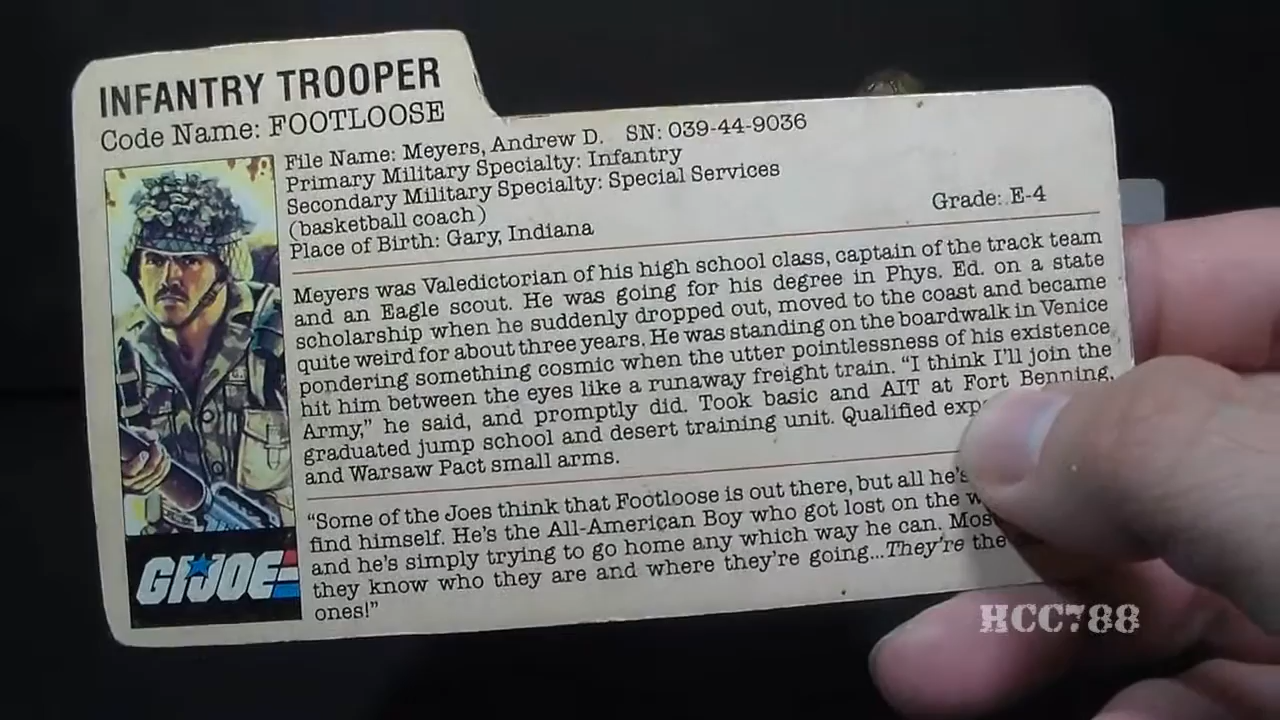 INFANTRY TROOPER
Code Name: FOOTLOOSE
File Name: Meyers, Andrew D. SN: 039-44-9036
Primary Military Specialty: Infantry
Secondary Military Specialty: Special Services
(basketball coach)
Place of Birth: Gary, Indiana
Grade: E-4
Meyers was Valedictorian of his high school class, captain of the track team
and an Eagle scout. He was going for his degree in Phys. Ed. on a state
scholarship when he suddenly dropped out, moved to the coast and became
quite weird for about three years. He was standing on the boardwalk in Venice
pondering something cosmic when the utter pointlessness of his existence
hit him between the eyes like a runaway freight train. "I think I'll join the
Army," he said, and promptly did. Took basic and AIT at Fort Benning,
graduated jump school and desert training unit. Qualified
and Warsaw Pact small arms.
"Some of the Joes think that Footloose is out there, but all he's
find himself. He's the All-American Boy who got lost on the
and he's simply trying to go home any which way he can.
they know who they are and where they're going...They're the
ones!"
GI JOE
HCC788